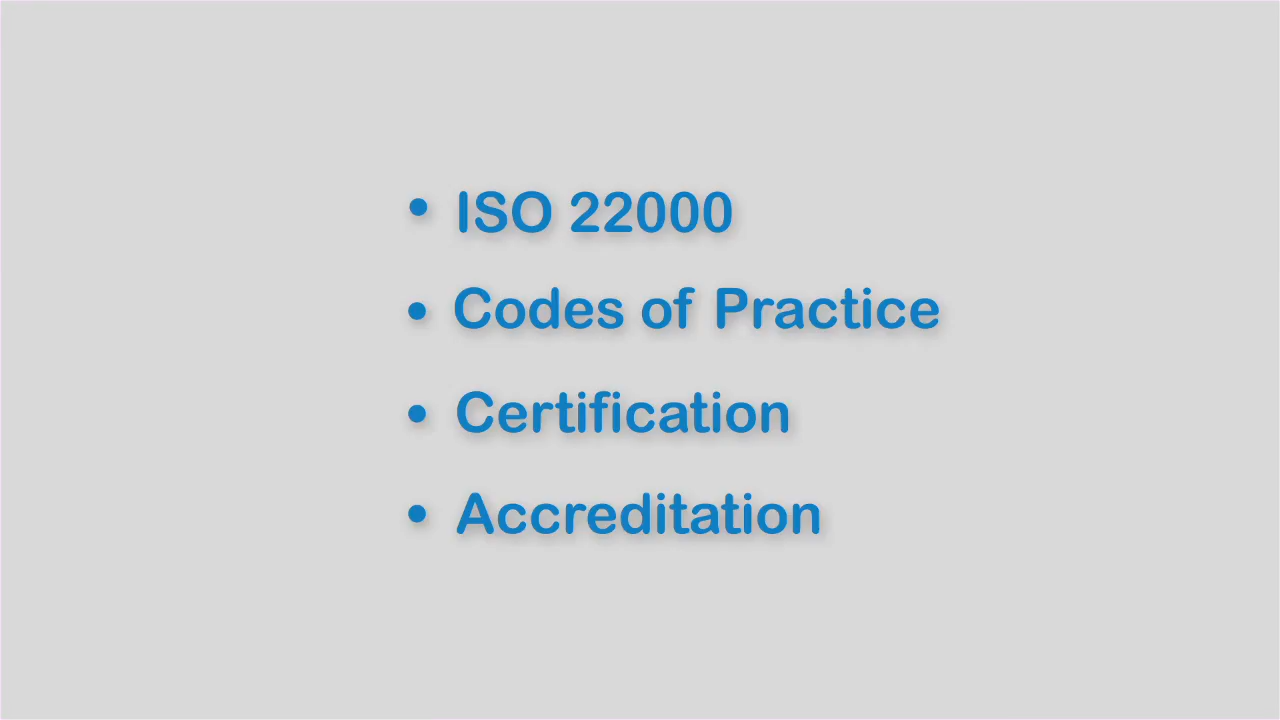 • ISO 22000
• Codes of Practice
• Certification
• Accreditation